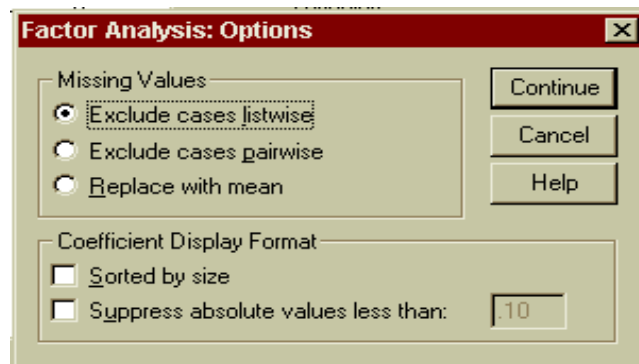 Factor Analysis: Options
Missing Values
Exclude cases listwise
Exclude cases pairwise
Replace with mean
Continue
Cancel
Help
Coefficient Display Format
Sorted by size
Suppress absolute values less than: .10